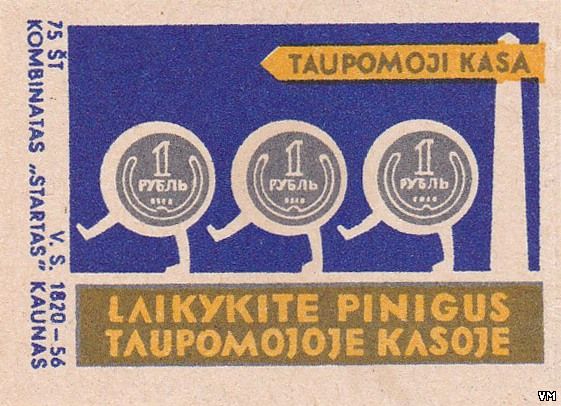 TAUPOMOJI KASA
1
РУБЛЬ
1
РУБЛЬ
1
РУБЛЬ
LAIKYKITE PINIGUS
TAUPOMOJOJE KASOJE
75 ŠT
V. S. 1820—56
KOMBINATAS „STARTAS“ KAUNAS
VM